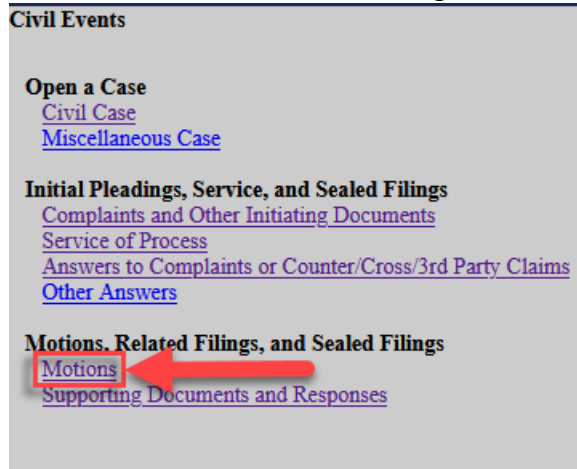 Civil Events
Open a Case
Civil Case
Miscellaneous Case
Initial Pleadings, Service, and Sealed Filings
Complaints and Other Initiating Documents
Service of Process
Answers to Complaints or Counter/Cross/3rd Party Claims
Other Answers
Motions, Related Filings, and Sealed Filings
Motions
Supporting Documents and Responses